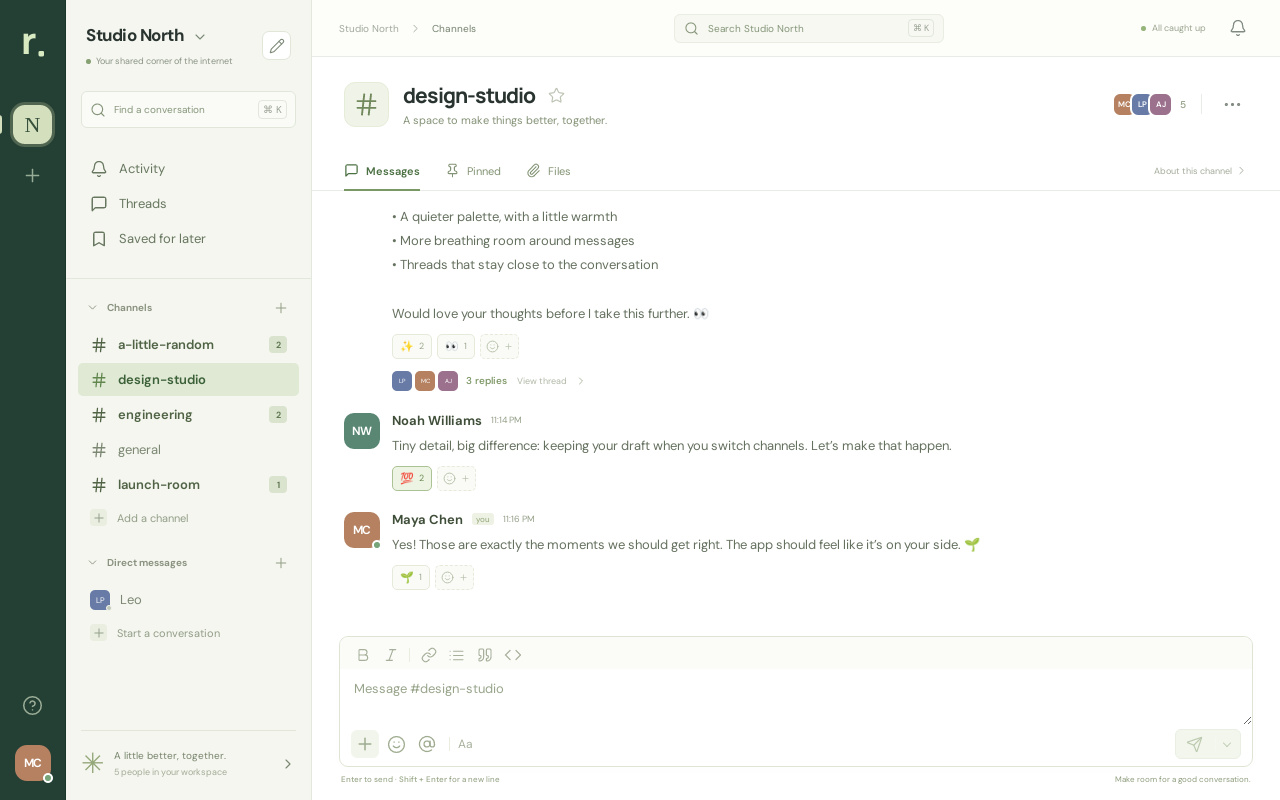 r.
N
MC
Studio North
Your shared corner of the internet
Find a conversation
⌘ K
Activity
Threads
Saved for later
Channels
a-little-random
2
design-studio
engineering
2
general
launch-room
1
Add a channel
Direct messages
LP
Leo
Start a conversation
A little better, together.
5 people in your workspace
Studio North
Channels
Search Studio North
⌘ K
All caught up
design-studio
A space to make things better, together.
MC
LP
AJ
5
Messages
Pinned
Files
About this channel
• A quieter palette, with a little warmth
• More breathing room around messages
• Threads that stay close to the conversation
Would love your thoughts before I take this further. 👀
✨ 2
👀 1
+
LP
MC
AJ
3 replies
View thread
NW
Noah Williams
11:14 PM
Tiny detail, big difference: keeping your draft when you switch channels. Let's make that happen.
💯 2
+
MC
Maya Chen
you
11:16 PM
Yes! Those are exactly the moments we should get right. The app should feel like it's on your side. 🌱
🌱 1
+
B
I
Message #design-studio
Aa
Enter to send · Shift + Enter for a new line
Make room for a good conversation.